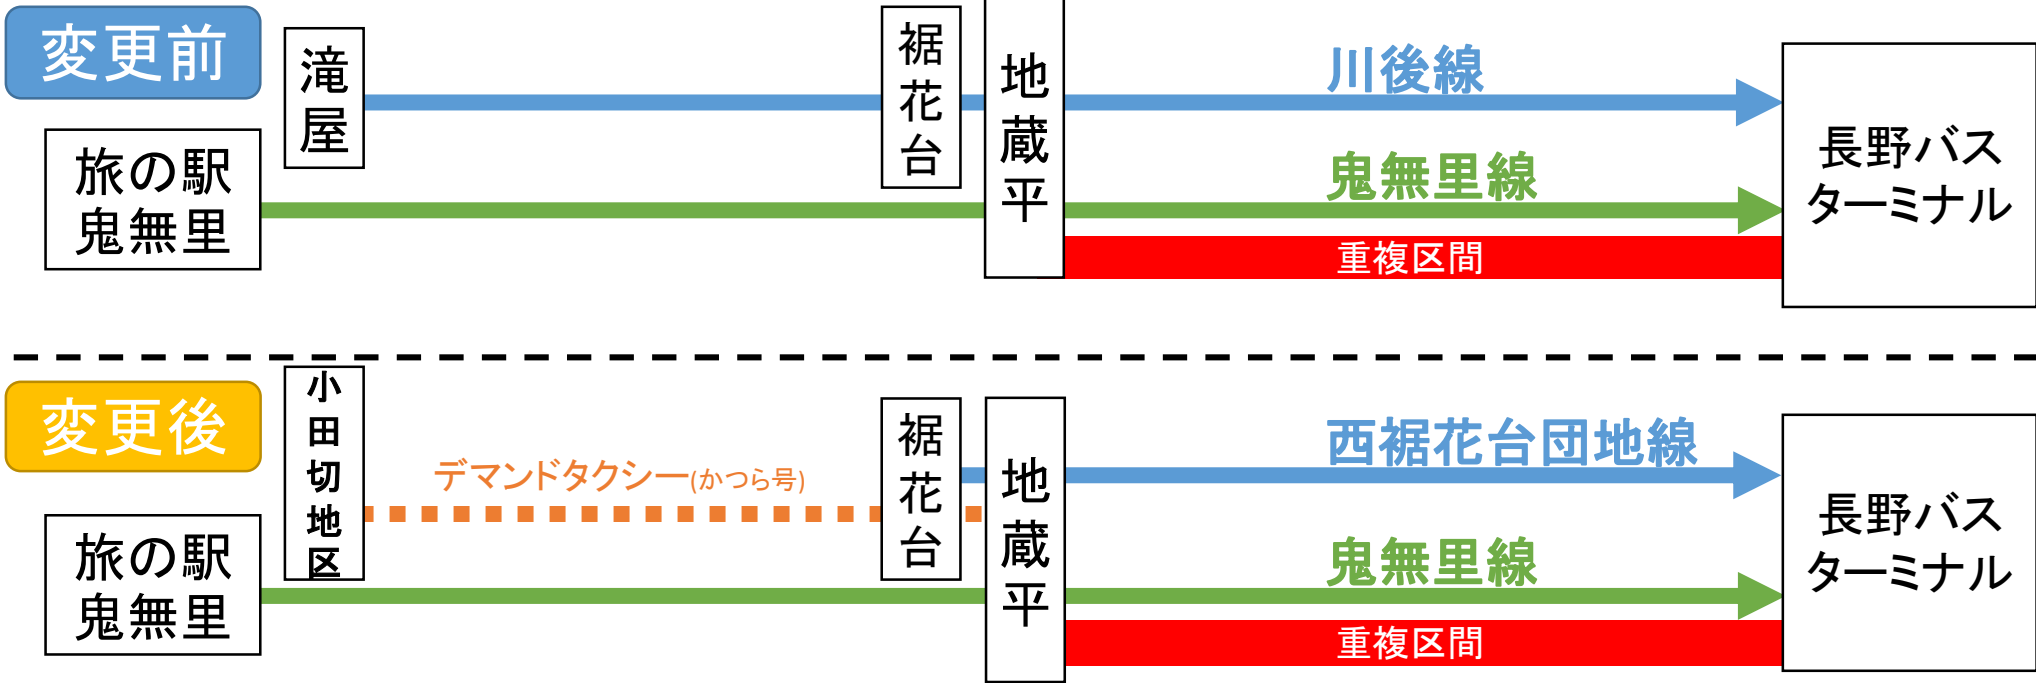 変更前
滝屋
裾花台
地蔵平
川後線
旅の駅
鬼無里
鬼無里線
長野バス
ターミナル
重複区間
変更後
小田切地区
裾花台
地蔵平
西裾花台団地線
デマンドタクシー(かつら号)
旅の駅
鬼無里
鬼無里線
長野バス
ターミナル
重複区間